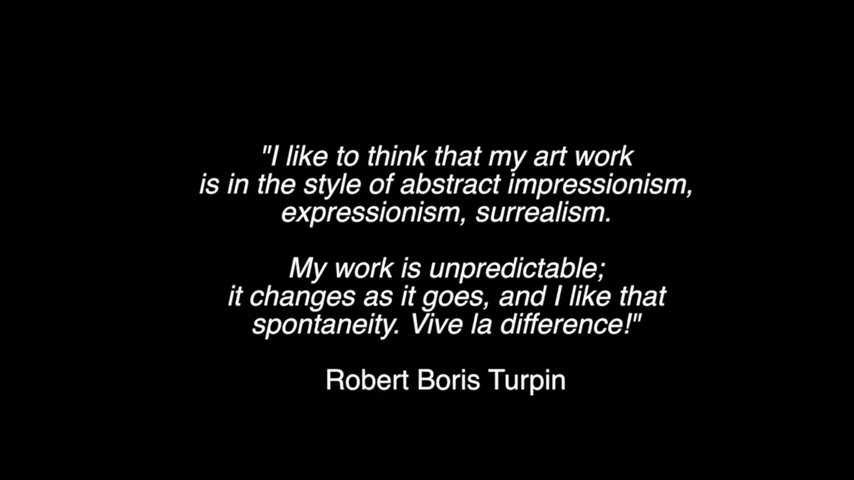 "I like to think that my art work
is in the style of abstract impressionism,
expressionism, surrealism.
My work is unpredictable;
it changes as it goes, and I like that
spontaneity. Vive la difference!"
Robert Boris Turpin